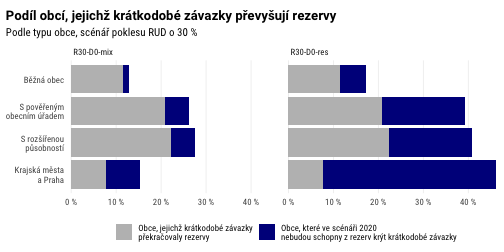 Podíl obcí, jejichž krátkodobé závazky převyšují rezervy
Podle typu obce, scénář poklesu RUD o 30 %
R30-D0-mix
R30-D0-res
Běžná obec
S pověřeným
obecním úřadem
S rozšířenou
působností
Krajská města
a Praha
0 % 10 % 20 % 30 % 40 %
0 % 10 % 20 % 30 % 40 %
Obce, jejichž krátkodobé závazky
překračovaly rezervy
Obce, které ve scénáři 2020
nebudou schopny z rezerv krýt krátkodobé závazky